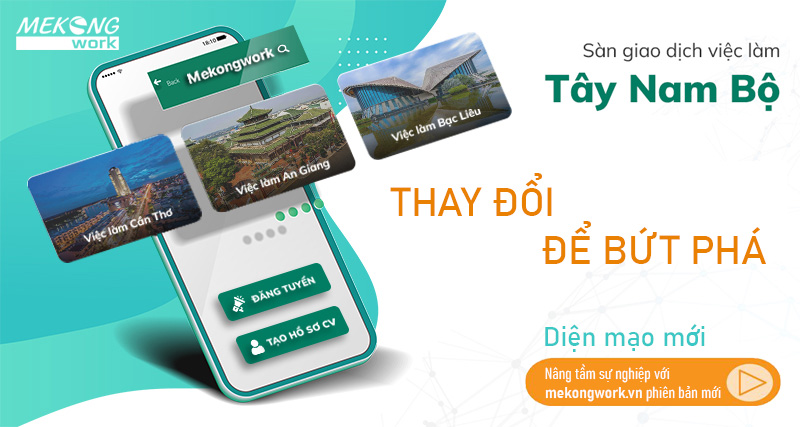 MEKONG
work
18:10
Back
Mekongwork
Việc làm Cần Thơ
Việc làm An Giang
Việc làm Bạc Liêu
ĐĂNG TUYỂN
TẠO HỒ SƠ CV
Sàn giao dịch việc làm
Tây Nam Bộ
THAY ĐỔI
ĐỂ BỨT PHÁ
Diện mạo mới
Nâng tầm sự nghiệp với
mekongwork.vn phiên bản mới